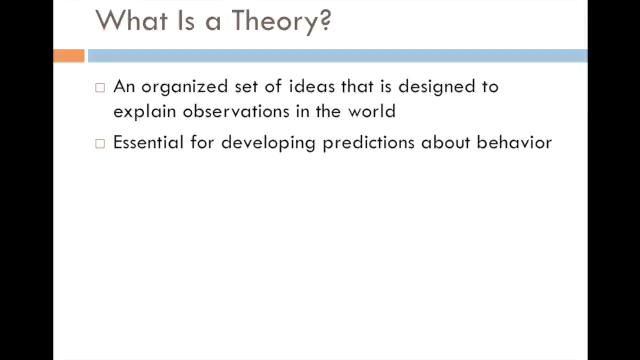 What Is a Theory?
An organized set of ideas that is designed to
explain observations in the world
Essential for developing predictions about behavior